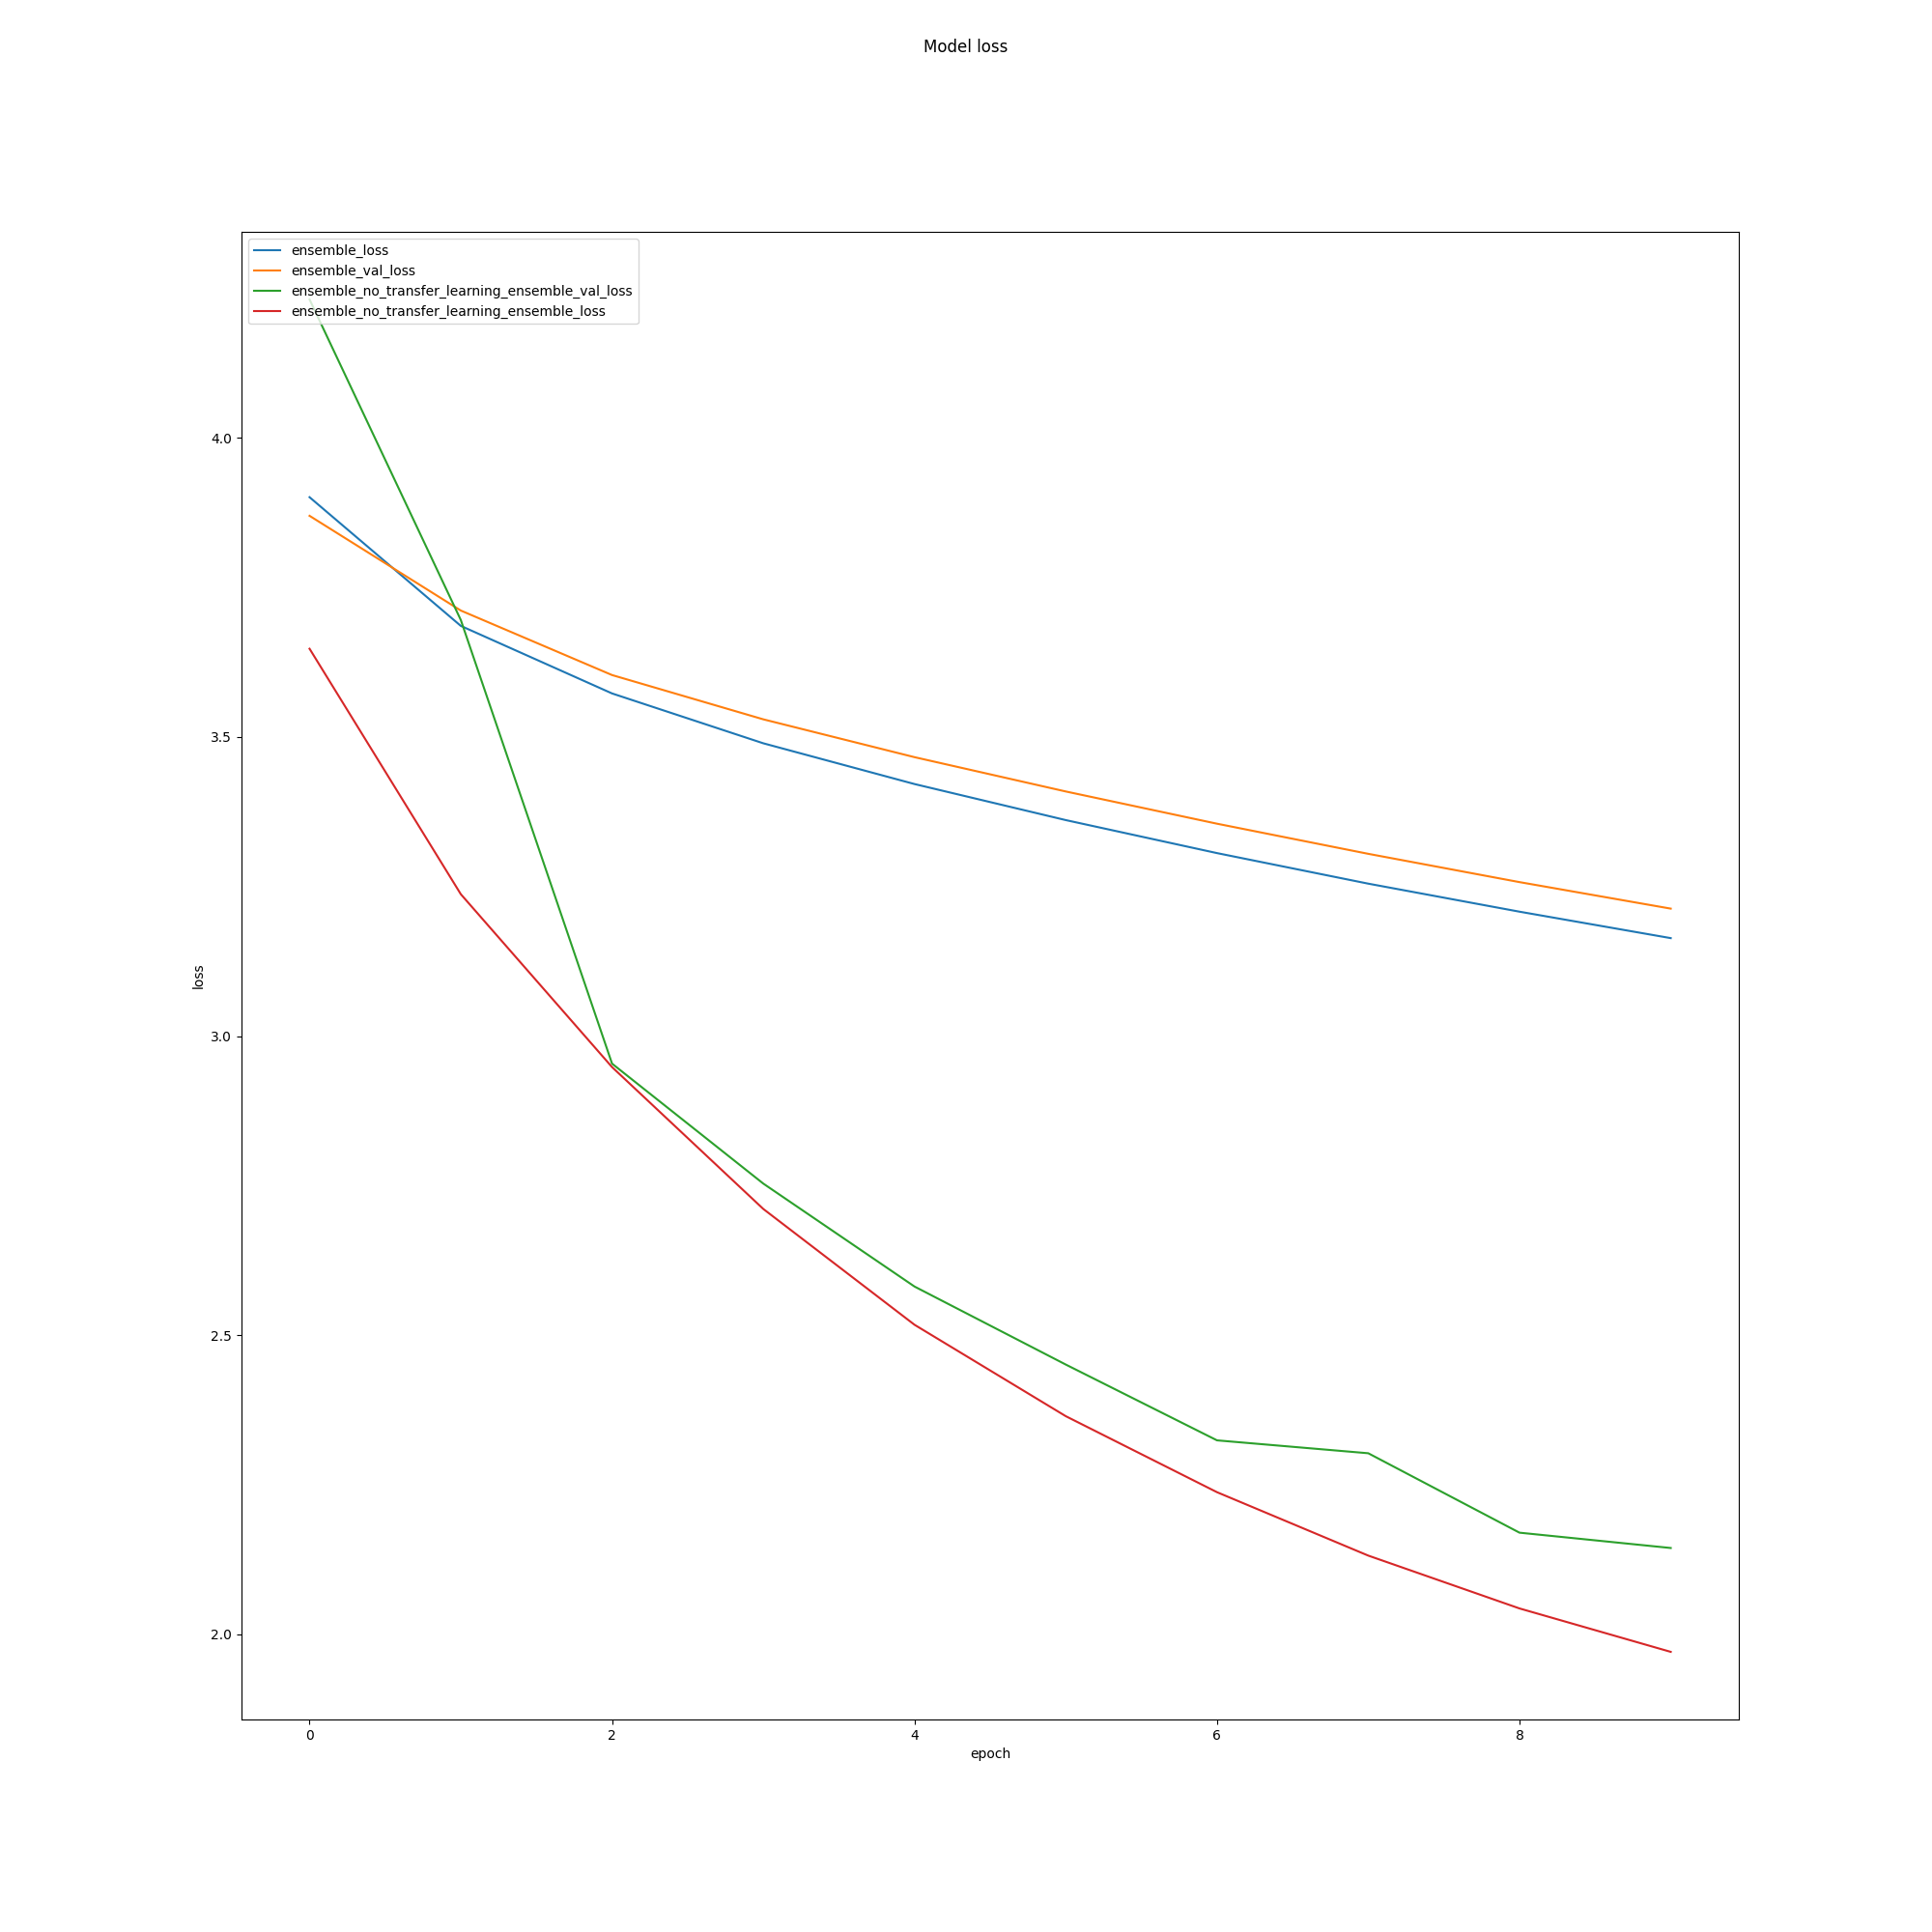 Model loss
ensemble_loss
ensemble_val_loss
ensemble_no_transfer_learning_ensemble_val_loss
ensemble_no_transfer_learning_ensemble_loss
4.0
3.5
3.0
loss
2.5
2.0
0 2 4 6 8
epoch